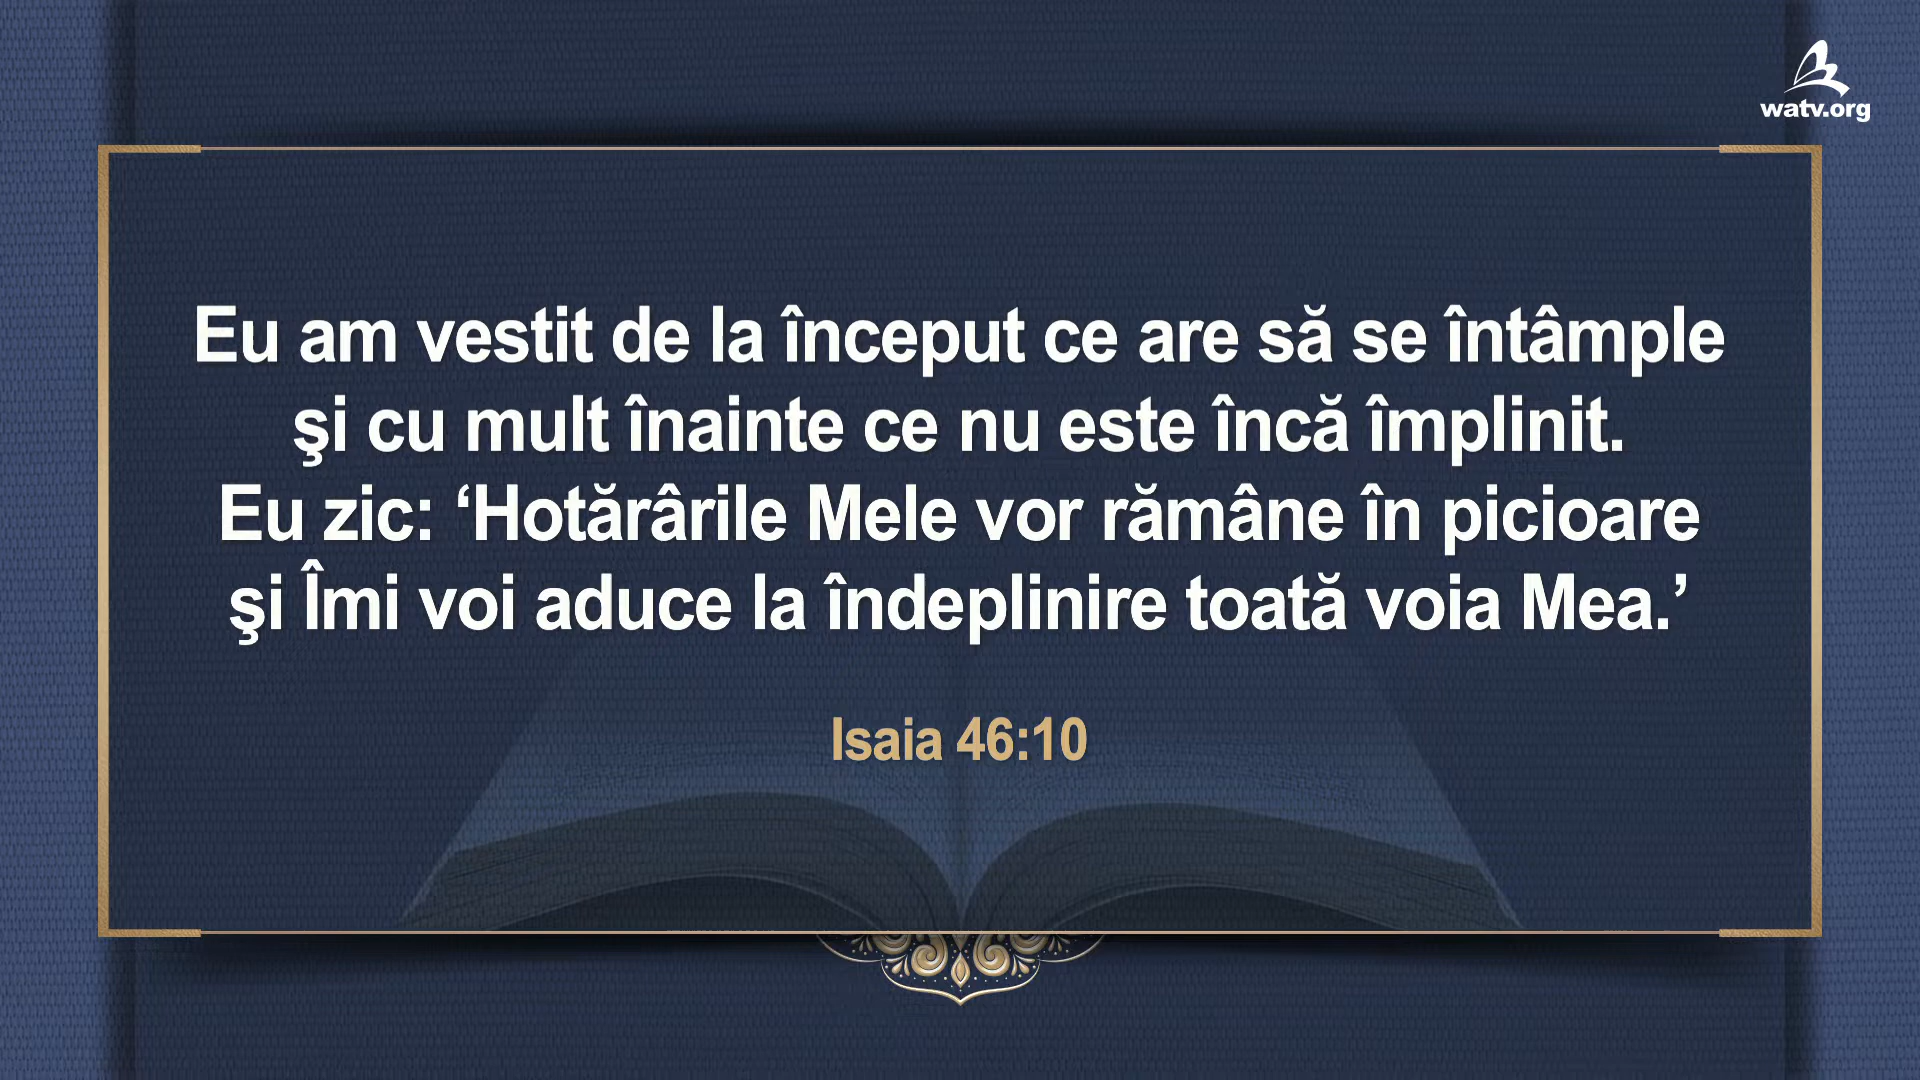 watv.org
Eu am vestit de la început ce are să se întâmple
şi cu mult înainte ce nu este încă împlinit.
Eu zic: ‘Hotărârile Mele vor rămâne în picioare
şi Îmi voi aduce la îndeplinire toată voia Mea.’
Isaia 46:10